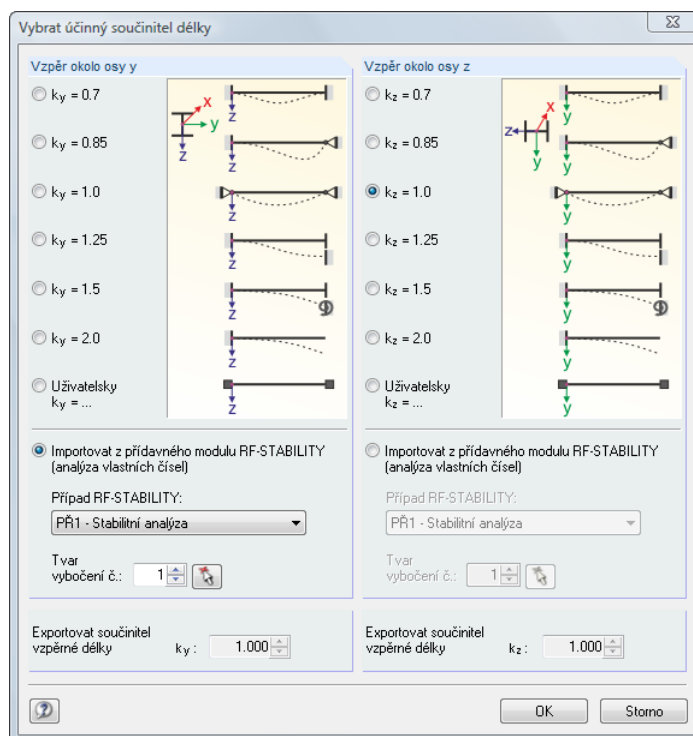 Vybrat účinný součinitel délky
Vzpěr okolo osy y
ky = 0.7
ky = 0.85
ky = 1.0
ky = 1.25
ky = 1.5
ky = 2.0
Uživatelsky
ky = ...
x
y
z
z
z
z
z
z
z
z
Importovat z přídavného modulu RF-STABILITY
(analýza vlastních čísel)
Případ RF-STABILITY:
PŘ1 - Stabilitní analýza
Tvar
vybočení č.: 1
Exportovat součinitel
vzpěrné délky ky : 1.000
Vzpěr okolo osy z
kz = 0.7
kz = 0.85
kz = 1.0
kz = 1.25
kz = 1.5
kz = 2.0
Uživatelsky
kz = ...
x
z
y
y
y
y
y
y
y
y
Importovat z přídavného modulu RF-STABILITY
(analýza vlastních čísel)
Případ RF-STABILITY:
PŘ1 - Stabilitní analýza
Tvar
vybočení č.: 1
Exportovat součinitel
vzpěrné délky kz : 1.000
OK Storno